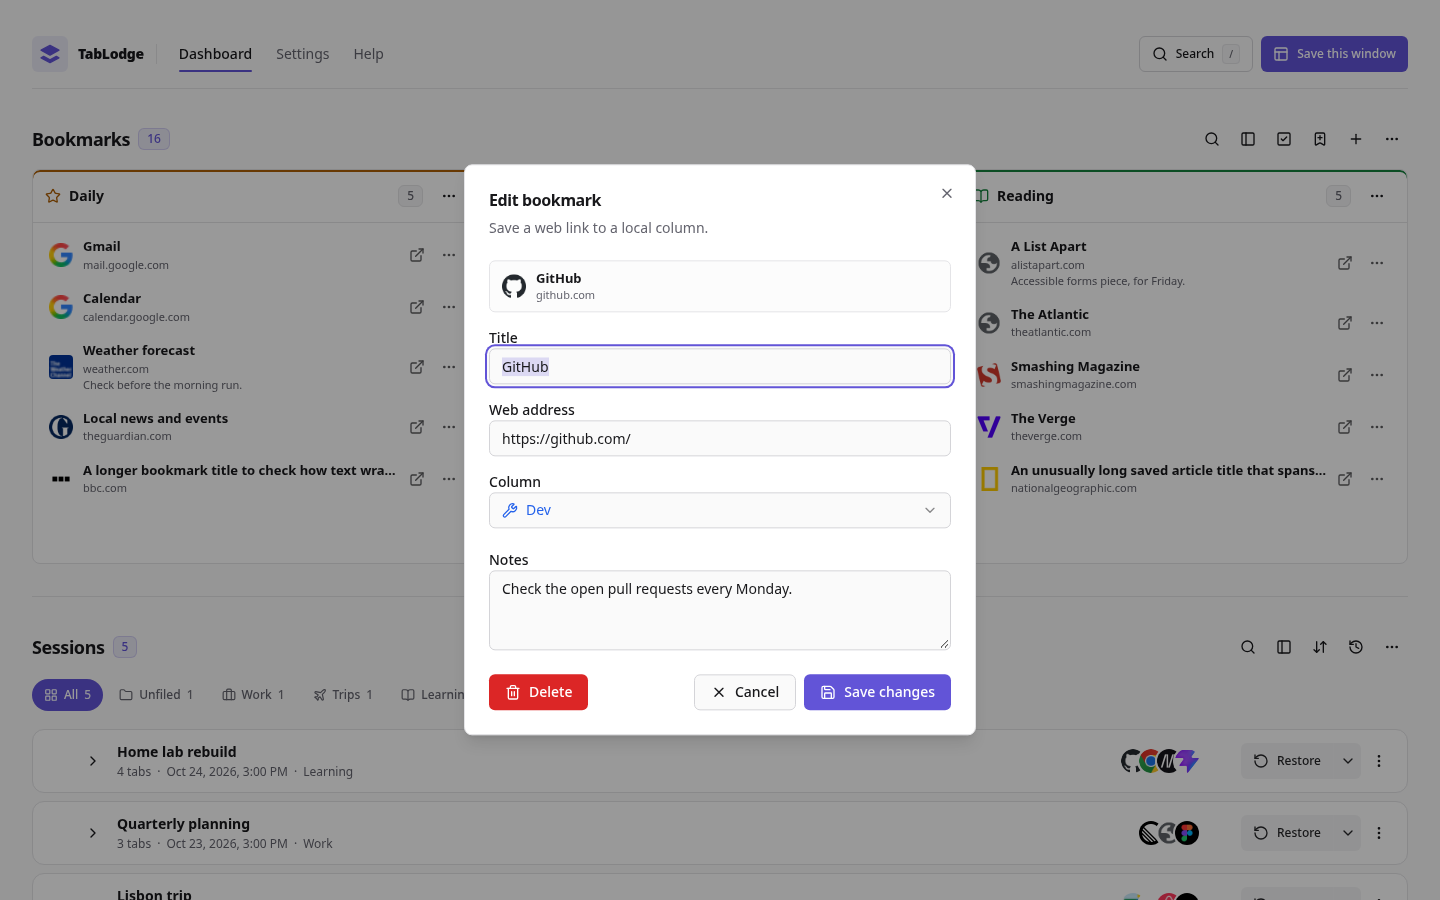 TabLodge
Dashboard
Settings
Help
Search /
Save this window
Bookmarks 16
Daily 5
Gmail
mail.google.com
Calendar
calendar.google.com
Weather forecast
weather.com
Check before the morning run.
Local news and events
theguardian.com
A longer bookmark title to check how text wra...
bbc.com
Edit bookmark
Save a web link to a local column.
GitHub
github.com
Title
GitHub
Web address
https://github.com/
Column
Dev
Notes
Check the open pull requests every Monday.
Delete
Cancel
Save changes
Reading 5
A List Apart
alistapart.com
Accessible forms piece, for Friday.
The Atlantic
theatlantic.com
Smashing Magazine
smashingmagazine.com
The Verge
theverge.com
An unusually long saved article title that spans...
nationalgeographic.com
Sessions 5
All 5
Unfiled 1
Work 1
Trips 1
Home lab rebuild
4 tabs · Oct 24, 2026, 3:00 PM · Learning
Restore
Quarterly planning
3 tabs · Oct 23, 2026, 3:00 PM · Work
Restore
Lisbon trip